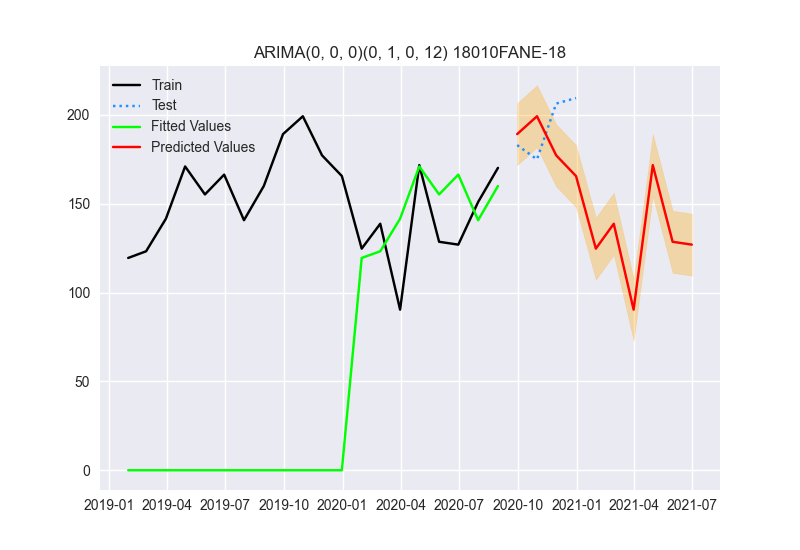 ARIMA(0, 0, 0)(0, 1, 0, 12) 18010FANE-18
Train
Test
Fitted Values
Predicted Values
200
150
100
50
0
2019-01 2019-04 2019-07 2019-10 2020-01 2020-04 2020-07 2020-10 2021-01 2021-04 2021-07